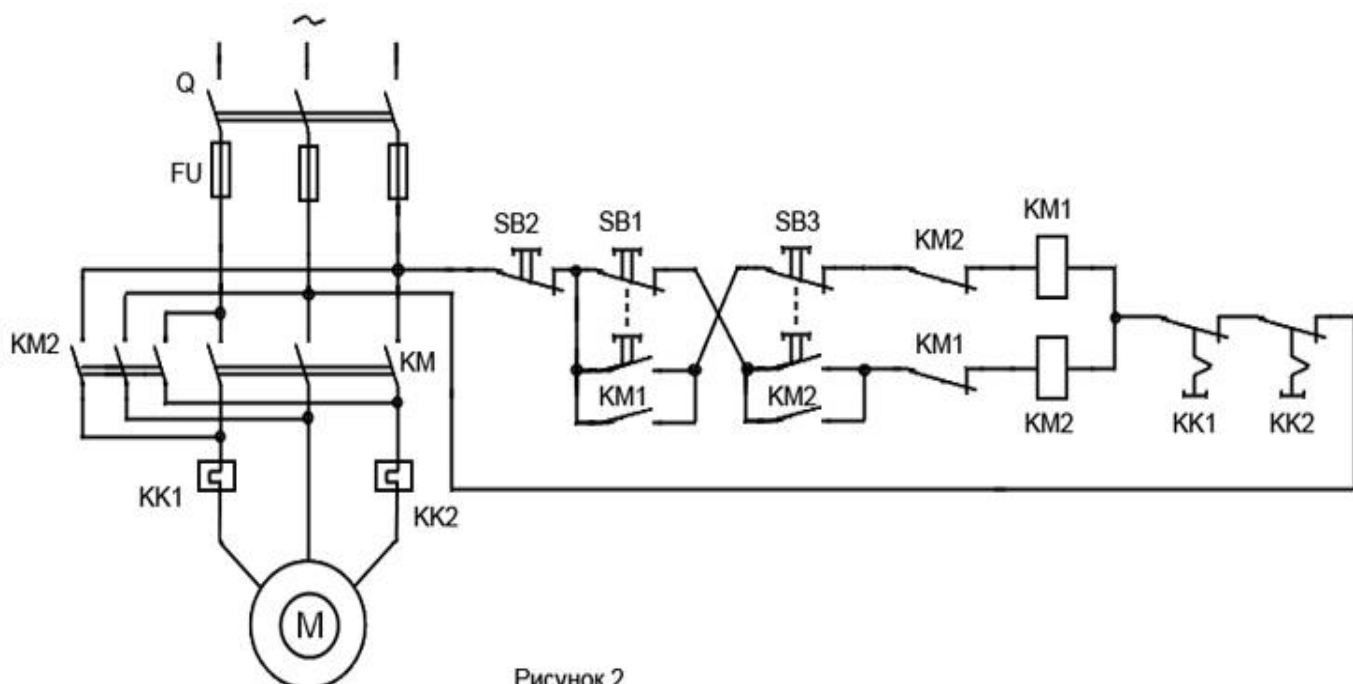 ~
Q
FU
SB2 SB1 SB3 KM2 KM1
KM2 KM KM1 KM2 KM1 KM2 KK1 KK2
KK1 KK2
M
Рисунок 2